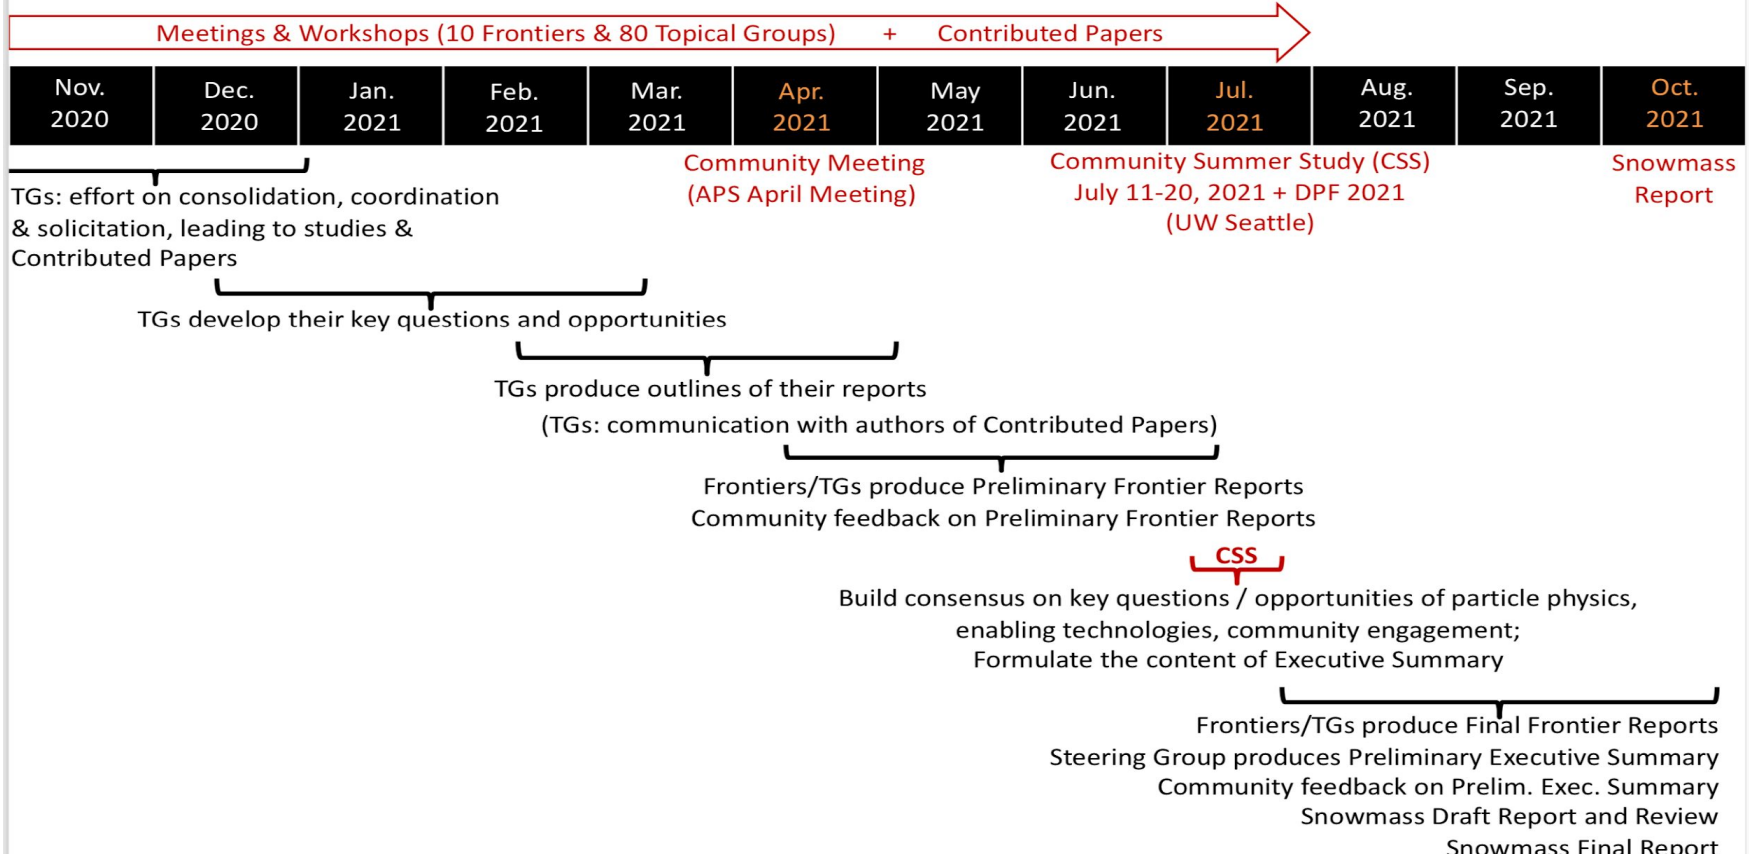 Meetings & Workshops (10 Frontiers & 80 Topical Groups) + Contributed Papers
Nov. 2020
Dec. 2020
Jan. 2021
Feb. 2021
Mar. 2021
Apr. 2021
May 2021
Jun. 2021
Jul. 2021
Aug. 2021
Sep. 2021
Oct. 2021
Community Meeting
(APS April Meeting)
Community Summer Study (CSS)
July 11-20, 2021 + DPF 2021
(UW Seattle)
Snowmass
Report
TGs: effort on consolidation, coordination
& solicitation, leading to studies &
Contributed Papers
TGs develop their key questions and opportunities
TGs produce outlines of their reports
(TGs: communication with authors of Contributed Papers)
Frontiers/TGs produce Preliminary Frontier Reports
Community feedback on Preliminary Frontier Reports
CSS
Build consensus on key questions / opportunities of particle physics,
enabling technologies, community engagement;
Formulate the content of Executive Summary
Frontiers/TGs produce Final Frontier Reports
Steering Group produces Preliminary Executive Summary
Community feedback on Prelim. Exec. Summary
Snowmass Draft Report and Review
Snowmass Final Report